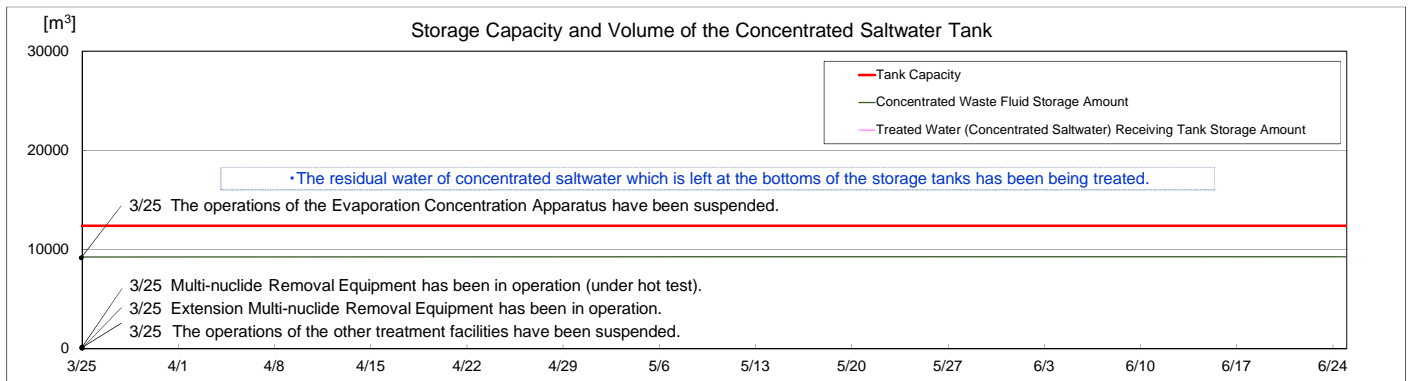 [m³]
Storage Capacity and Volume of the Concentrated Saltwater Tank
30000
Tank Capacity
Concentrated Waste Fluid Storage Amount
Treated Water (Concentrated Saltwater) Receiving Tank Storage Amount
20000
・The residual water of concentrated saltwater which is left at the bottoms of the storage tanks has been being treated.
3/25 The operations of the Evaporation Concentration Apparatus have been suspended.
10000
3/25 Multi-nuclide Removal Equipment has been in operation (under hot test).
3/25 Extension Multi-nuclide Removal Equipment has been in operation.
3/25 The operations of the other treatment facilities have been suspended.
0
3/25 4/1 4/8 4/15 4/22 4/29 5/6 5/13 5/20 5/27 6/3 6/10 6/17 6/24